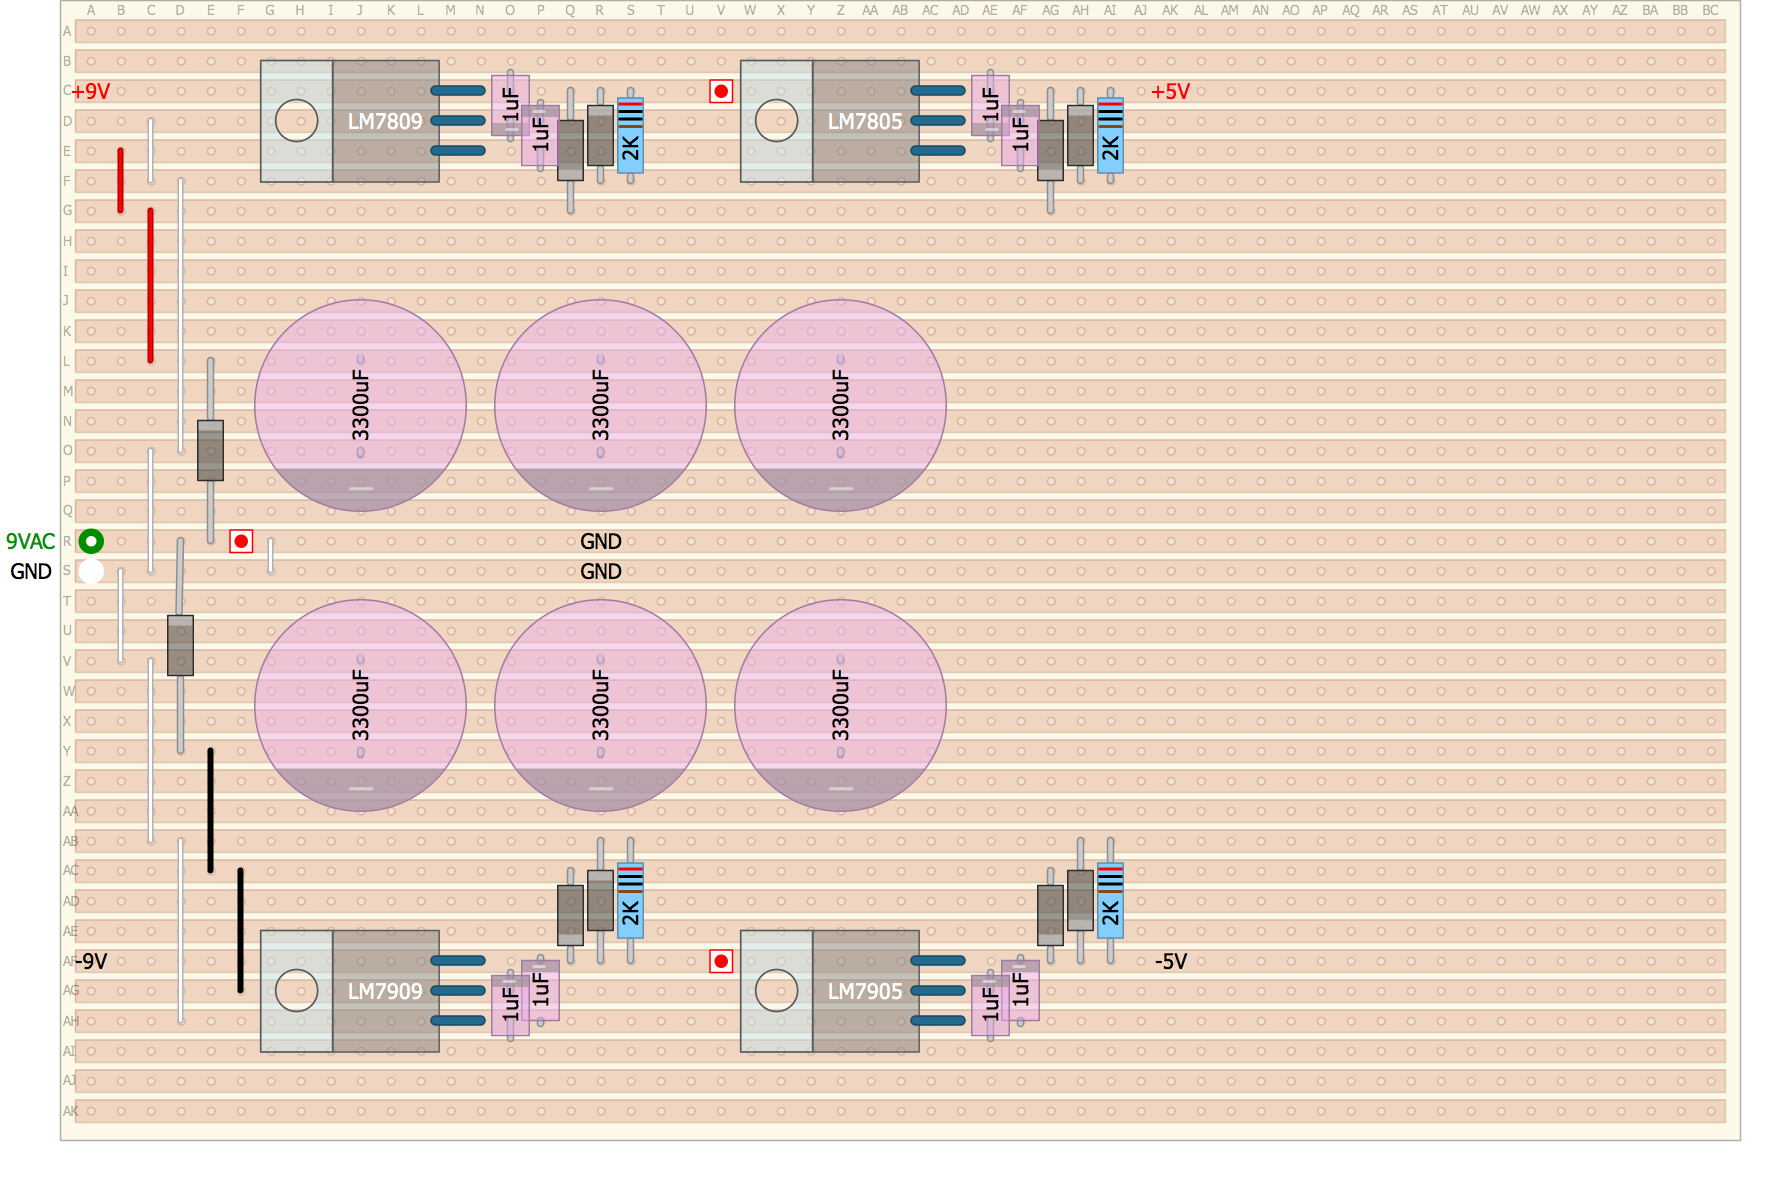 A B C D E F G H I J K L M N O P Q R S T U V W X Y Z AA AB AC AD AE AF AG AH AI AJ AK AL AM AN AO AP AQ AR AS AT AU AV AW AX AY AZ BA BB BC
A
B
C
+9V
1uF
1uF
+5V
D
LM7809
1uF
LM7805
1uF
E
2K
2K
F
G
H
I
J
K
L
M
3300uF
3300uF
3300uF
N
O
P
Q
9VAC
R
GND
GND
S
GND
T
U
V
W
3300uF
3300uF
3300uF
X
Y
Z
AA
AB
AC
AD
2K
2K
AE
AF
-9V
-5V
AG
LM7909
1uF
1uF
LM7905
1uF
1uF
AH
AI
AJ
AK